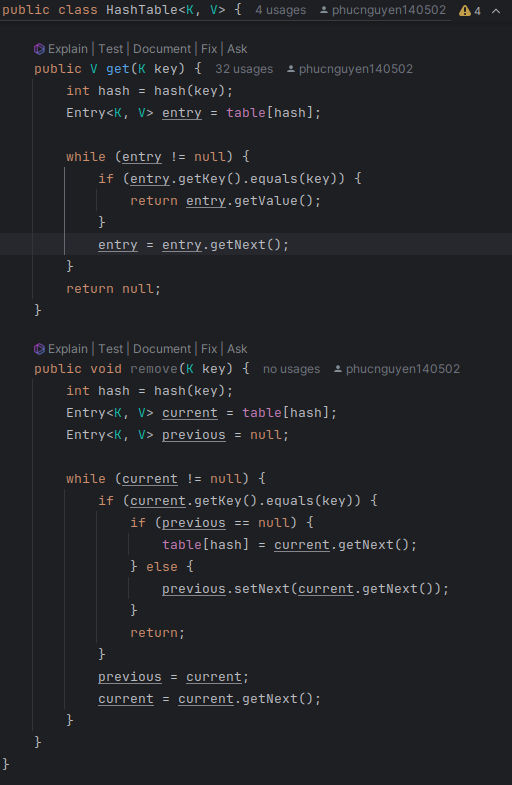 public class HashTable<K, V> { 4 usages phucnguyen140502 4
Explain | Test | Document | Fix | Ask
public V get(K key) { 32 usages phucnguyen140502
int hash = hash(key);
Entry<K, V> entry = table[hash];
while (entry != null) {
if (entry.getKey().equals(key)) {
return entry.getValue();
}
entry = entry.getNext();
}
return null;
}
Explain | Test | Document | Fix | Ask
public void remove(K key) { no usages phucnguyen140502
int hash = hash(key);
Entry<K, V> current = table[hash];
Entry<K, V> previous = null;
while (current != null) {
if (current.getKey().equals(key)) {
if (previous == null) {
table[hash] = current.getNext();
} else {
previous.setNext(current.getNext());
}
return;
}
previous = current;
current = current.getNext();
}
}
}